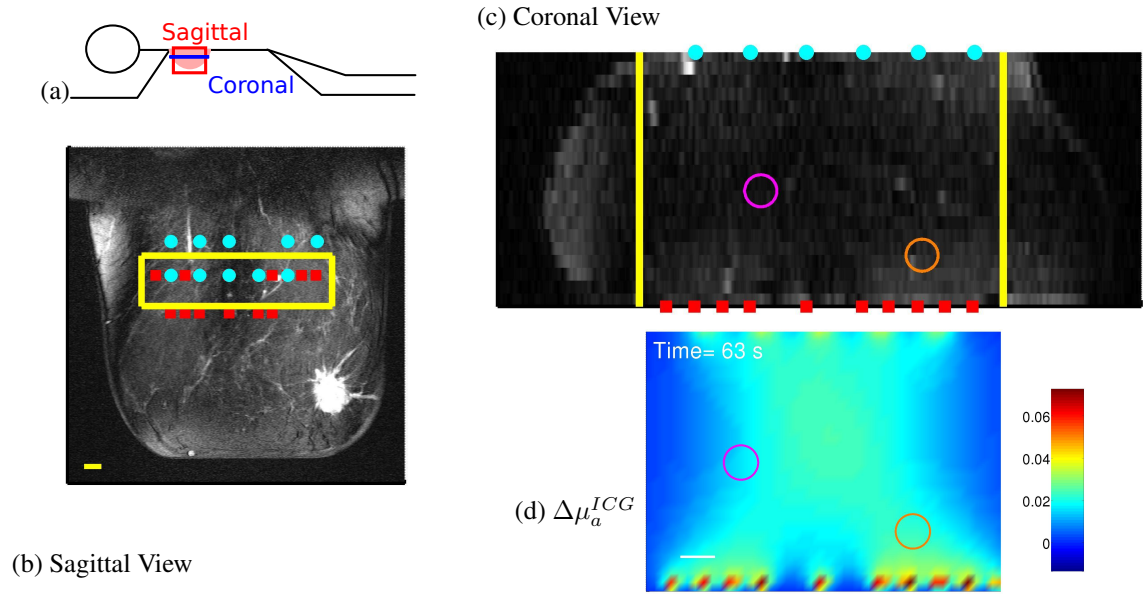 Sagittal
(a)
Coronal
(b) Sagittal View
(c) Coronal View
Time= 63 s
(d) Δμ_a^{ICG}
0.06
0.04
0.02
0